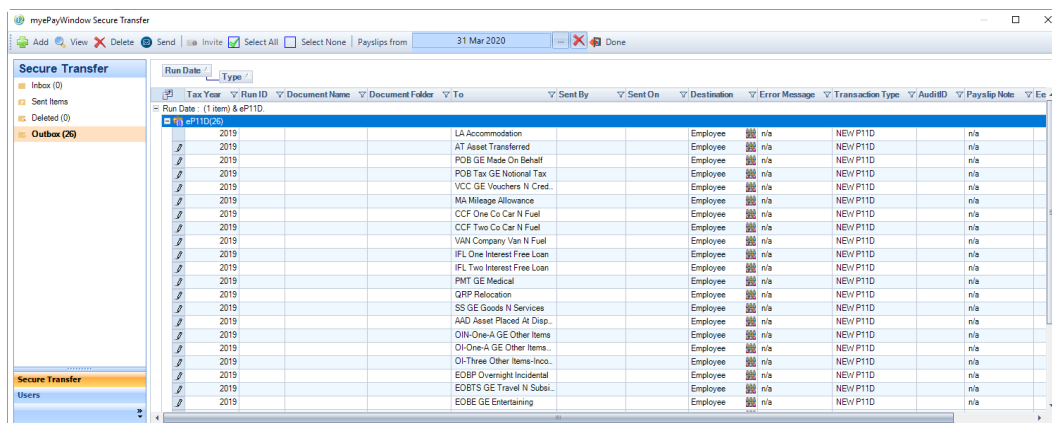 myePayWindow Secure Transfer
Add View Delete Send Invite Select All Select None Payslips from 31 Mar 2020 ... Done
Secure Transfer
Inbox (0)
Sent Items
Deleted (0)
Outbox (26)
Secure Transfer
Users
Run Date
Type
Tax Year Run ID Document Name Document Folder To Sent By Sent On Destination Error Message Transaction Type AuditID Payslip Note Ee
Run Date : (1 item) & eP11D.
eP11D(26)
2019 LA Accommodation Employee n/a NEW P11D n/a
2019 AT Asset Transferred Employee n/a NEW P11D n/a
2019 POB GE Made On Behalf Employee n/a NEW P11D n/a
2019 POB Tax GE Notional Tax Employee n/a NEW P11D n/a
2019 VCC GE Vouchers N Cred... Employee n/a NEW P11D n/a
2019 MA Mileage Allowance Employee n/a NEW P11D n/a
2019 CCF One Co Car N Fuel Employee n/a NEW P11D n/a
2019 CCF Two Co Car N Fuel Employee n/a NEW P11D n/a
2019 VAN Company Van N Fuel Employee n/a NEW P11D n/a
2019 IFL One Interest Free Loan Employee n/a NEW P11D n/a
2019 IFL Two Interest Free Loan Employee n/a NEW P11D n/a
2019 PMT GE Medical Employee n/a NEW P11D n/a
2019 QRP Relocation Employee n/a NEW P11D n/a
2019 SS GE Goods N Services Employee n/a NEW P11D n/a
2019 AAD Asset Placed At Disp... Employee n/a NEW P11D n/a
2019 OIN-One-A GE Other Items Employee n/a NEW P11D n/a
2019 OI-One-A GE Other Items... Employee n/a NEW P11D n/a
2019 OI-Three Other Items-Inco... Employee n/a NEW P11D n/a
2019 EOBP Overnight Incidental Employee n/a NEW P11D n/a
2019 EOBTS GE Travel N Subsi... Employee n/a NEW P11D n/a
2019 EOBE GE Entertaining Employee n/a NEW P11D n/a